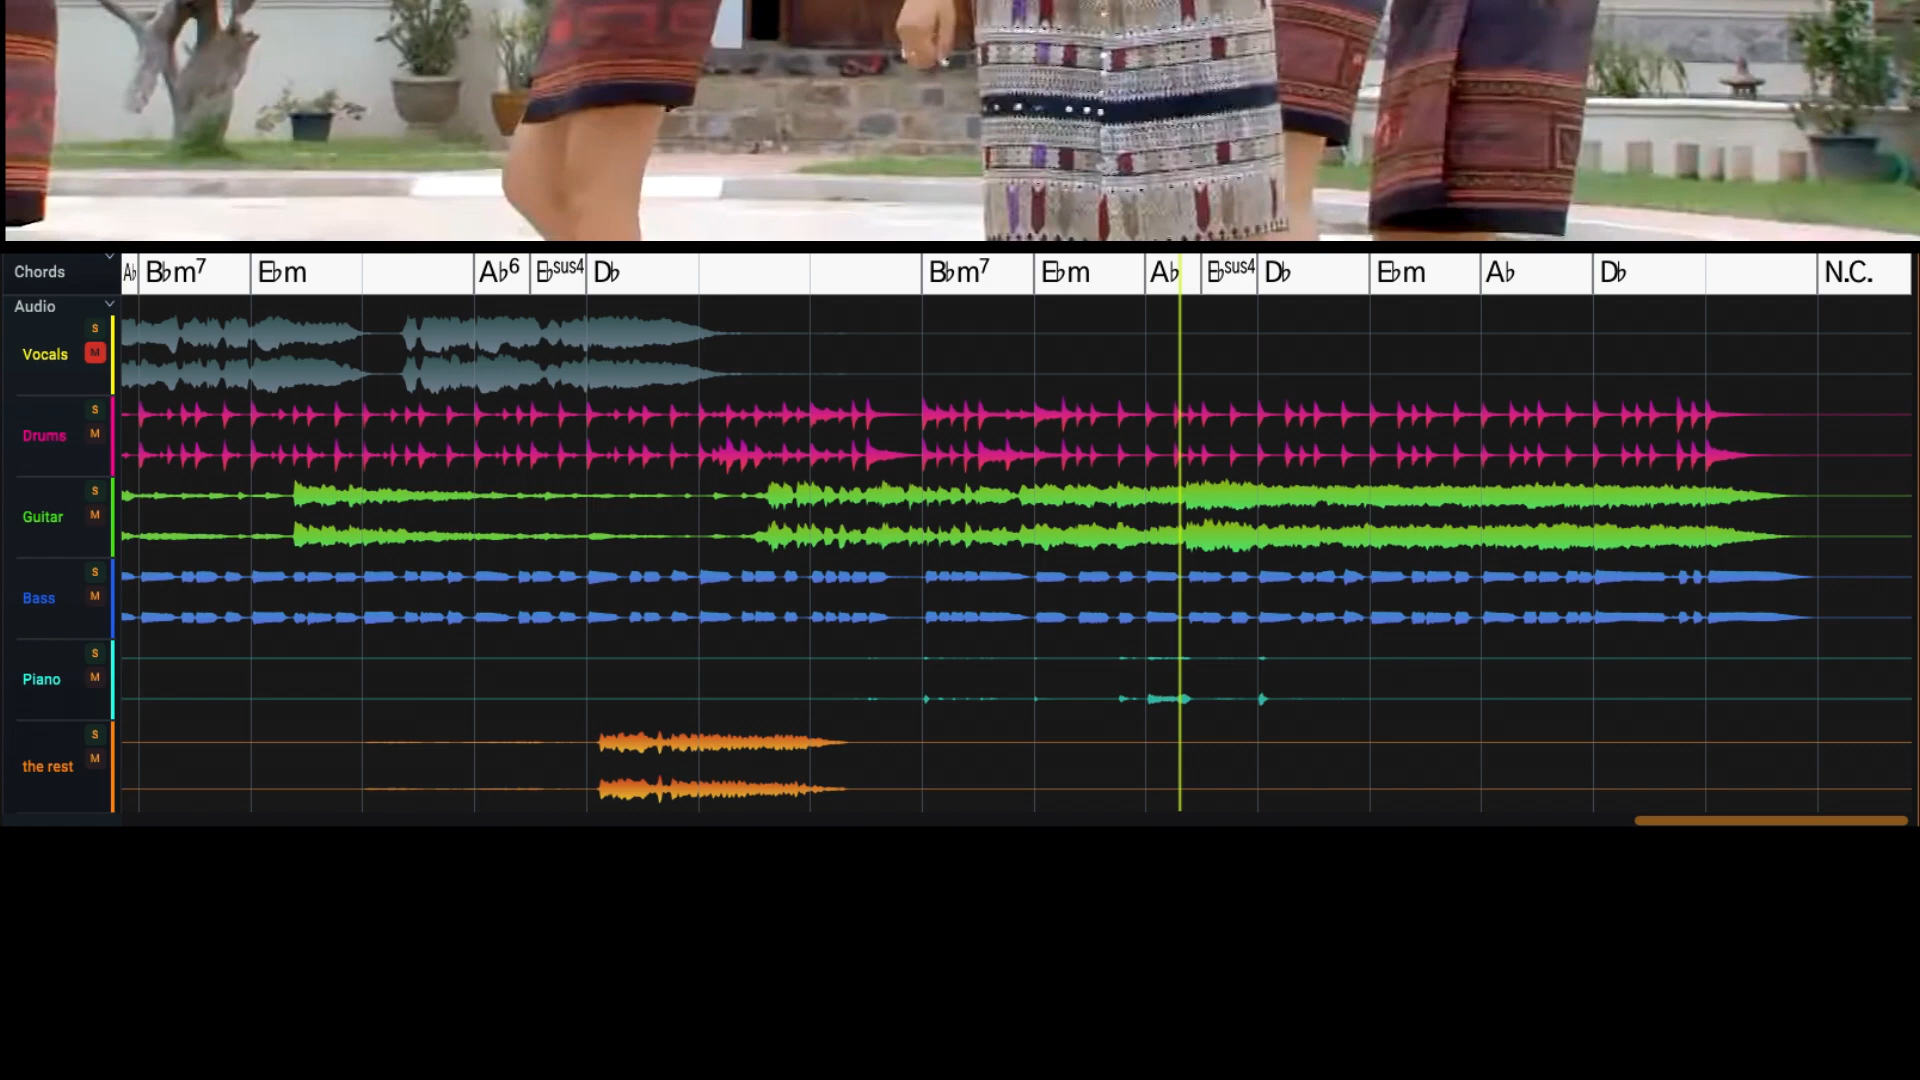 Chords A♭ B♭m7 E♭m A♭6 E♭sus4 D♭ B♭m7 E♭m A♭ E♭sus4 D♭ E♭m A♭ D♭ N.C.
Audio
S
Vocals M
S
Drums M
S
Guitar M
S
Bass M
S
Piano M
S
the rest M